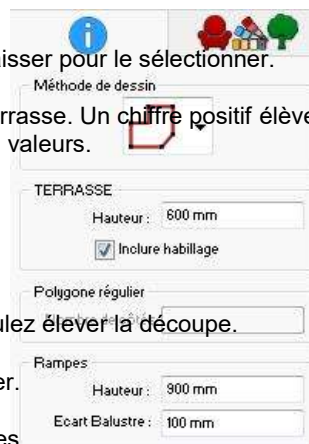 isser pour le sélectionner.
Méthode de dessin
rrasse. Un chiffre positif élève
valeurs.
TERRASSE
Hauteur : 600 mm
Inclure habillage
Polygone régulier
ulez élever la découpe.
Rampes
er.
Hauteur : 900 mm
Ecart Balustre : 100 mm
es